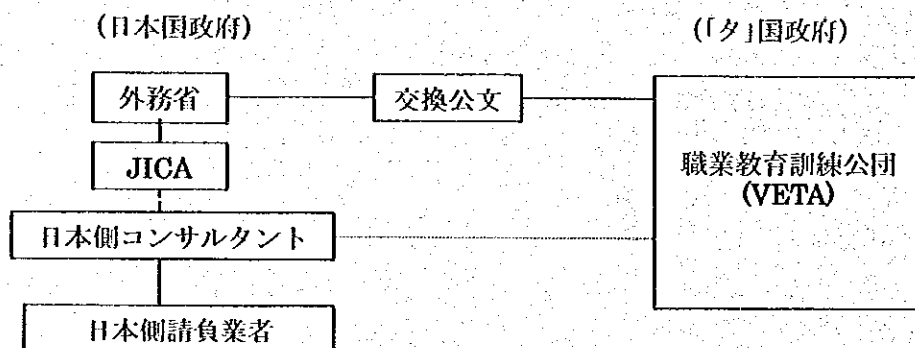 (日本国政府)
(「タ」国政府)
外務省
交換公文
JICA
職業教育訓練公団
(VETA)
日本側コンサルタント
日本側請負業者